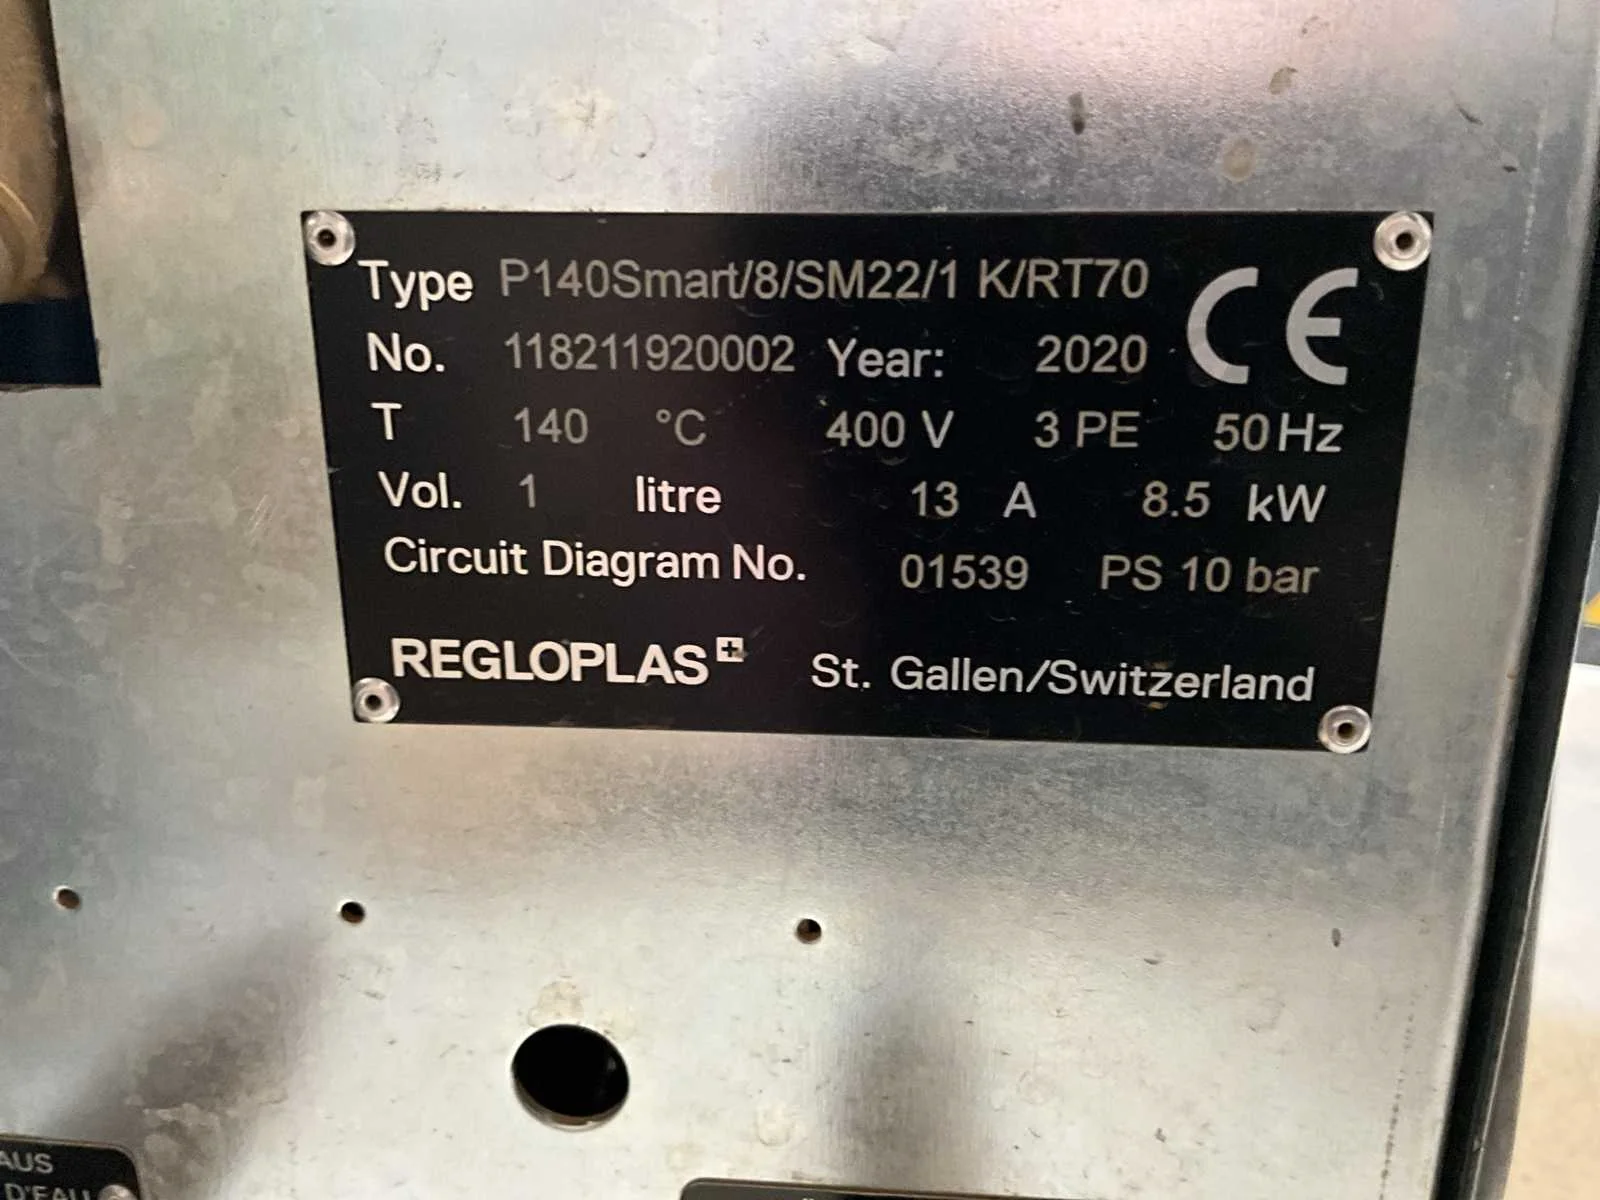 Type P140Smart/8/SM22/1 K/RT70 CE
No. 118211920002 Year: 2020
T 140 °C 400 V 3 PE 50 Hz
Vol. 1 litre 13 A 8.5 kW
Circuit Diagram No. 01539 PS 10 bar
REGLOPLAS St. Gallen/Switzerland
AUS
D'EAU